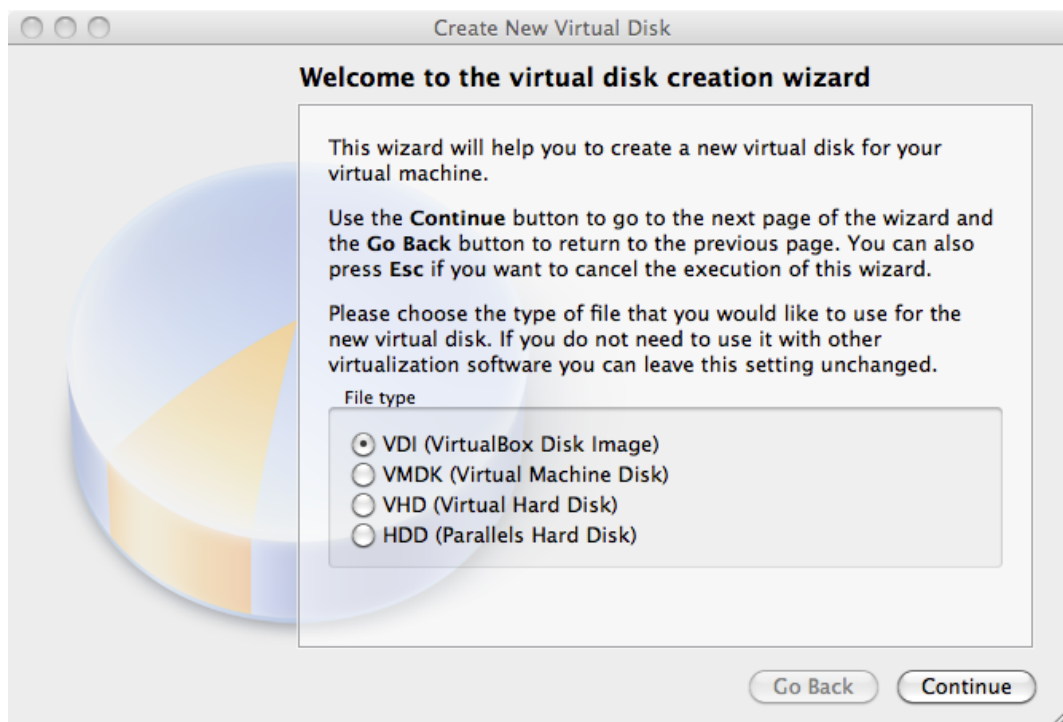 Create New Virtual Disk
Welcome to the virtual disk creation wizard
This wizard will help you to create a new virtual disk for your
virtual machine.
Use the Continue button to go to the next page of the wizard and
the Go Back button to return to the previous page. You can also
press Esc if you want to cancel the execution of this wizard.
Please choose the type of file that you would like to use for the
new virtual disk. If you do not need to use it with other
virtualization software you can leave this setting unchanged.
File type
VDI (VirtualBox Disk Image)
VMDK (Virtual Machine Disk)
VHD (Virtual Hard Disk)
HDD (Parallels Hard Disk)
Go Back Continue